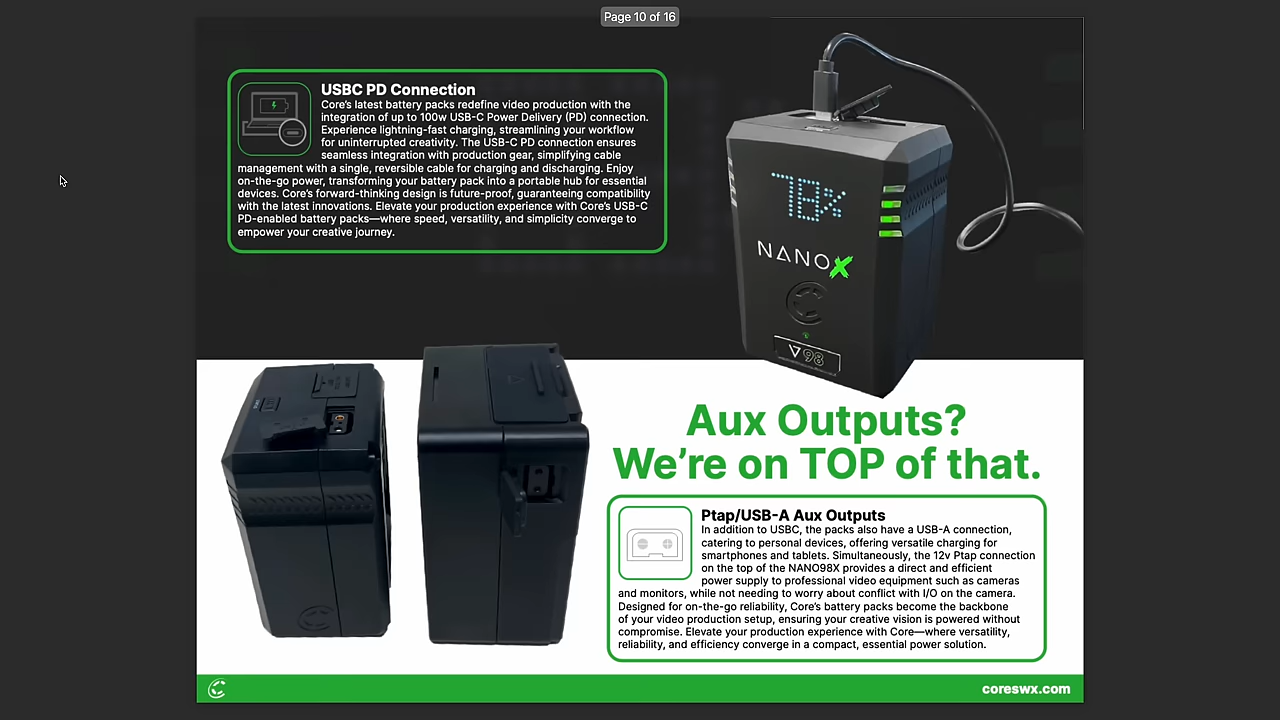 Page 10 of 16
USBC PD Connection
Core's latest battery packs redefine video production with the
integration of up to 100w USB-C Power Delivery (PD) connection.
Experience lightning-fast charging, streamlining your workflow
for uninterrupted creativity. The USB-C PD connection ensures
seamless integration with production gear, simplifying cable
management with a single, reversible cable for charging and discharging. Enjoy
on-the-go power, transforming your battery pack into a portable hub for essential
devices. Core's forward-thinking design is future-proof, guaranteeing compatibility
with the latest innovations. Elevate your production experience with Core's USB-C
PD-enabled battery packs—where speed, versatility, and simplicity converge to
empower your creative journey.
78%
NANOX
V98
Aux Outputs?
We're on TOP of that.
Ptap/USB-A Aux Outputs
In addition to USBC, the packs also have a USB-A connection,
catering to personal devices, offering versatile charging for
smartphones and tablets. Simultaneously, the 12v Ptap connection
on the top of the NANO98X provides a direct and efficient
power supply to professional video equipment such as cameras
and monitors, while not needing to worry about conflict with I/O on the camera.
Designed for on-the-go reliability, Core's battery packs become the backbone
of your video production setup, ensuring your creative vision is powered without
compromise. Elevate your production experience with Core—where versatility,
reliability, and efficiency converge in a compact, essential power solution.
coreswx.com